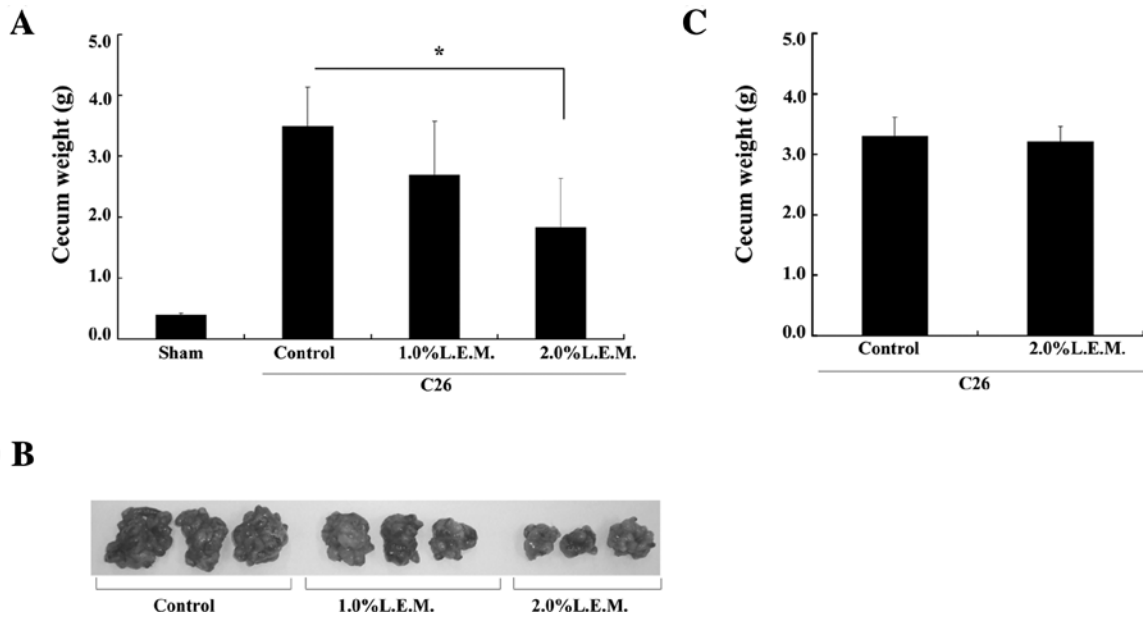 A
Cecum weight (g)
5.0
4.0
3.0
2.0
1.0
0.0
*
Sham
Control
1.0%L.E.M.
2.0%L.E.M.
C26
C
Cecum weight (g)
5.0
4.0
3.0
2.0
1.0
0.0
Control
2.0%L.E.M.
C26
B
Control
1.0%L.E.M.
2.0%L.E.M.